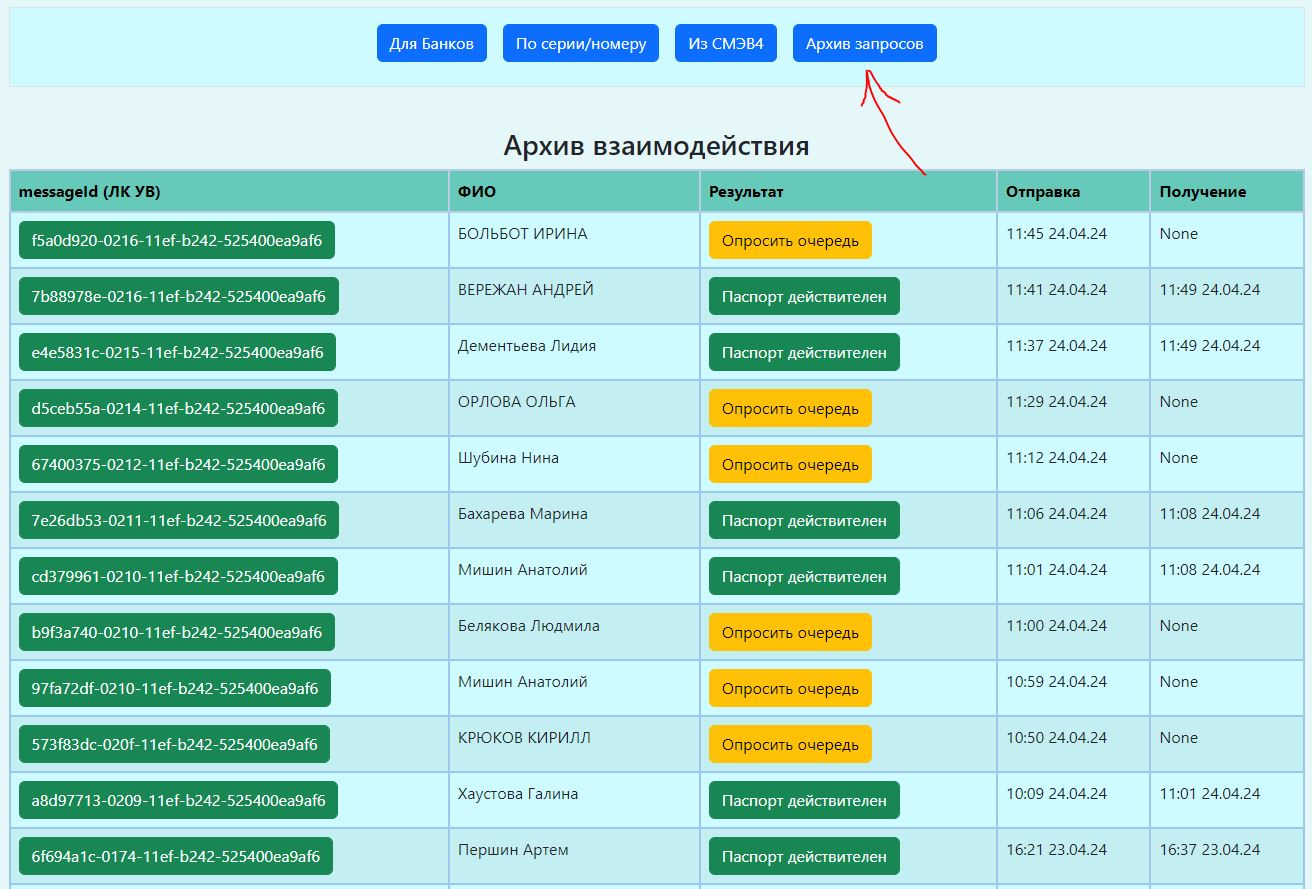 Для Банков По серии/номеру Из СМЭВ4 Архив запросов
Архив взаимодействия
messageId (ЛК УВ) ФИО Результат Отправка Получение
f5a0d920-0216-11ef-b242-525400ea9af6 БОЛЬБОТ ИРИНА Опросить очередь 11:45 24.04.24 None
7b88978e-0216-11ef-b242-525400ea9af6 ВЕРЕЖАН АНДРЕЙ Паспорт действителен 11:41 24.04.24 11:49 24.04.24
e4e5831c-0215-11ef-b242-525400ea9af6 Дементьева Лидия Паспорт действителен 11:37 24.04.24 11:49 24.04.24
d5ceb55a-0214-11ef-b242-525400ea9af6 ОРЛОВА ОЛЬГА Опросить очередь 11:29 24.04.24 None
67400375-0212-11ef-b242-525400ea9af6 Шубина Нина Опросить очередь 11:12 24.04.24 None
7e26db53-0211-11ef-b242-525400ea9af6 Бахарева Марина Паспорт действителен 11:06 24.04.24 11:08 24.04.24
cd379961-0210-11ef-b242-525400ea9af6 Мишин Анатолий Паспорт действителен 11:01 24.04.24 11:08 24.04.24
b9f3a740-0210-11ef-b242-525400ea9af6 Белякова Людмила Опросить очередь 11:00 24.04.24 None
97fa72df-0210-11ef-b242-525400ea9af6 Мишин Анатолий Опросить очередь 10:59 24.04.24 None
573f83dc-020f-11ef-b242-525400ea9af6 КРЮКОВ КИРИЛЛ Опросить очередь 10:50 24.04.24 None
a8d97713-0209-11ef-b242-525400ea9af6 Хаустова Галина Паспорт действителен 10:09 24.04.24 11:01 24.04.24
6f694a1c-0174-11ef-b242-525400ea9af6 Першин Артем Паспорт действителен 16:21 23.04.24 16:37 23.04.24